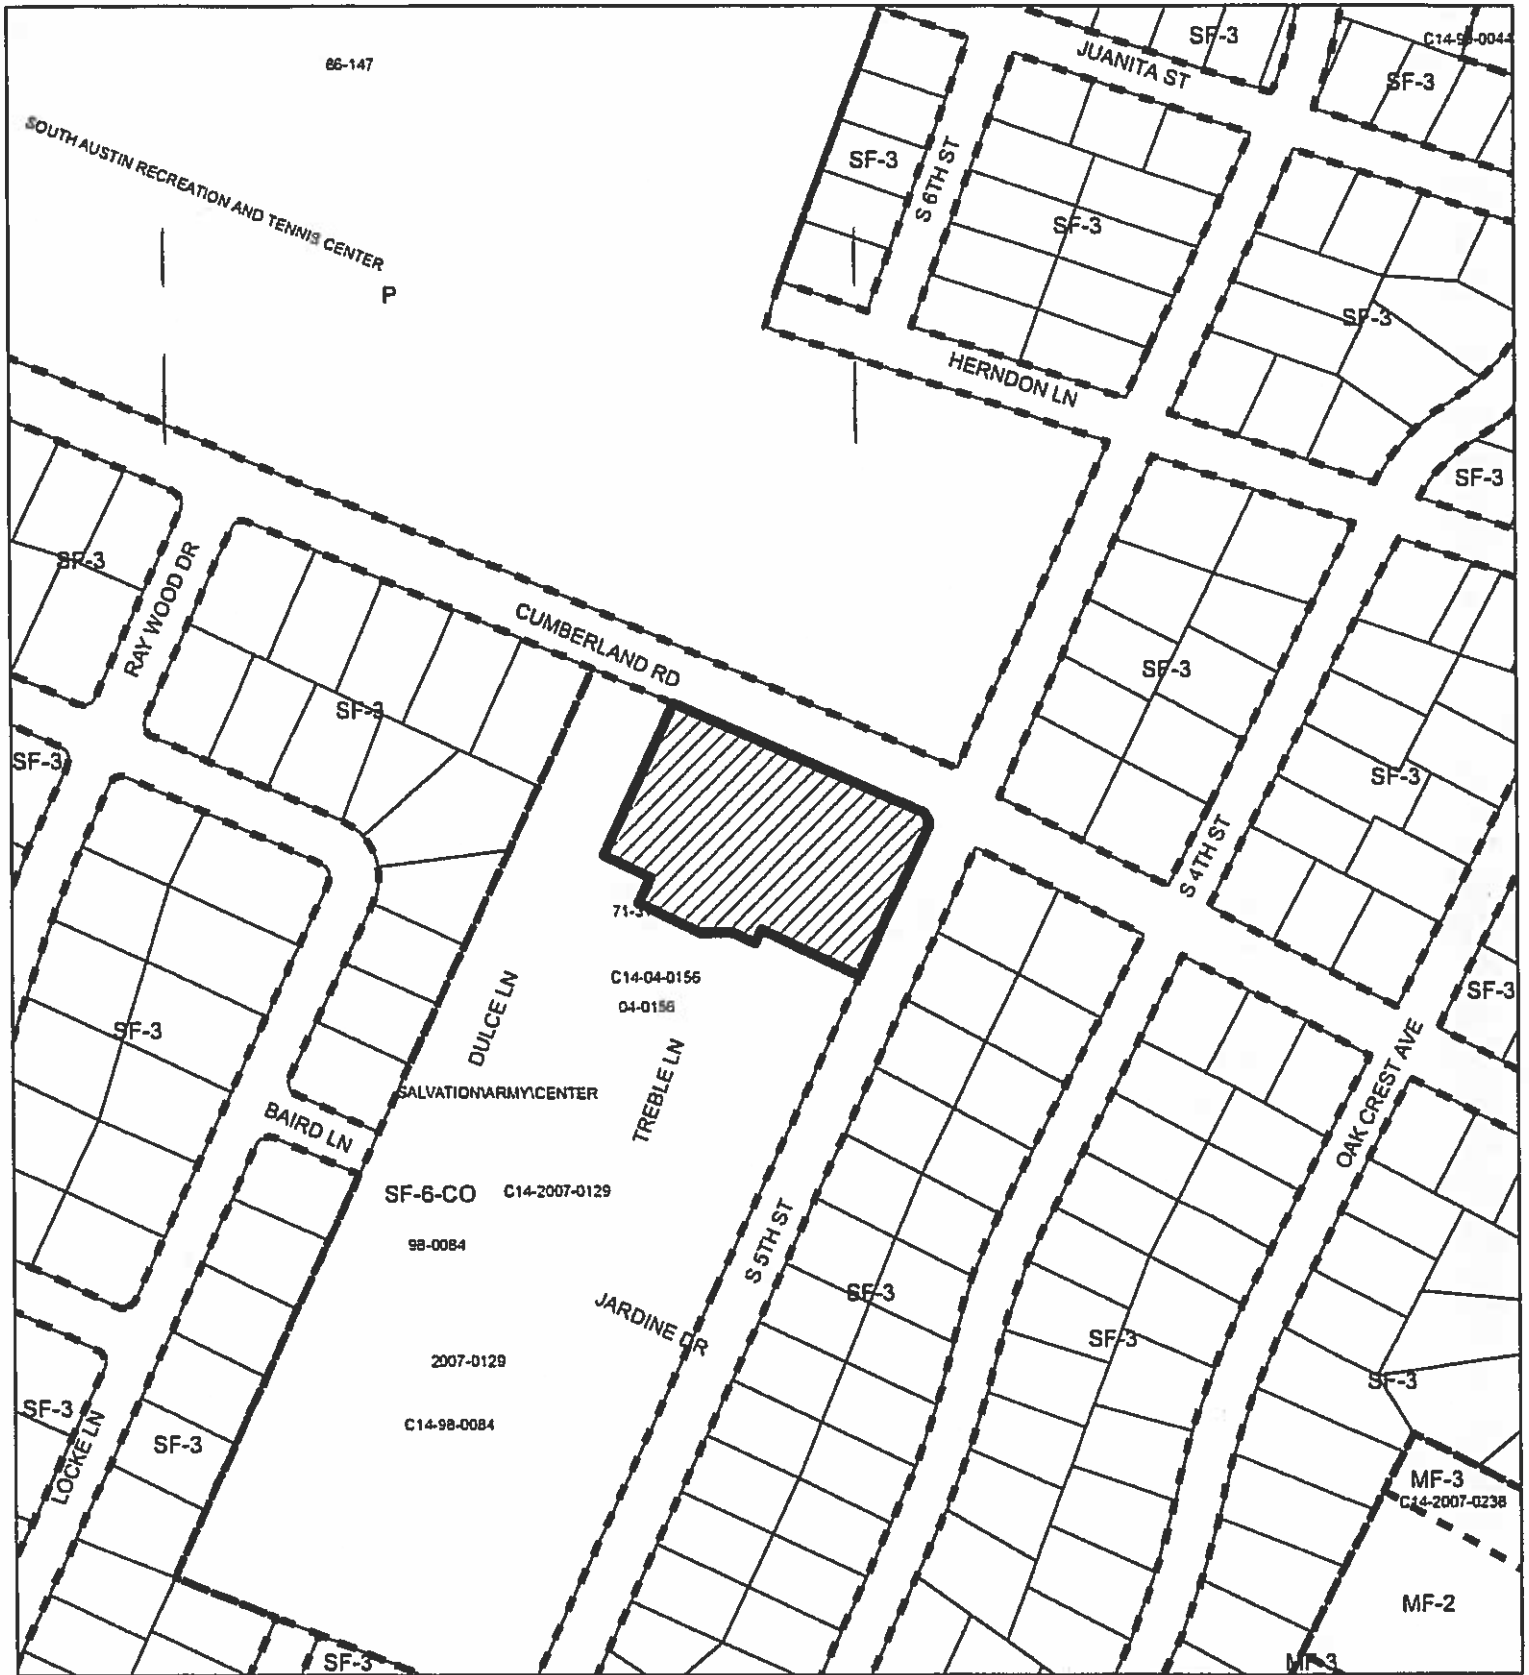 66-147
SOUTH AUSTIN RECREATION AND TENNIS CENTER
P
SF-3
JUANITA ST
SF-3
SF-3
S 6TH ST
SF-3
SF-3
HERNDON LN
SF-3
SF-3
RAY WOOD DR
CUMBERLAND RD
SF-3
SF-3
SF-3
SF-3
S 4TH ST
C14-04-0156
04-0156
DULCE LN
TREBLE LN
SF-3
SF-3
OAK CREST AVE
SALVATION\ARMY\CENTER
BAIRD LN
SF-6-CO
C14-2007-0129
98-0084
S 5TH ST
SF-3
JARDINE DR
SF-3
2007-0129
SF-3
SF-3
C14-98-0084
SF-3
LOCKE LN
MF-3
C14-2007-0238
MF-2
SF-3
MF-3